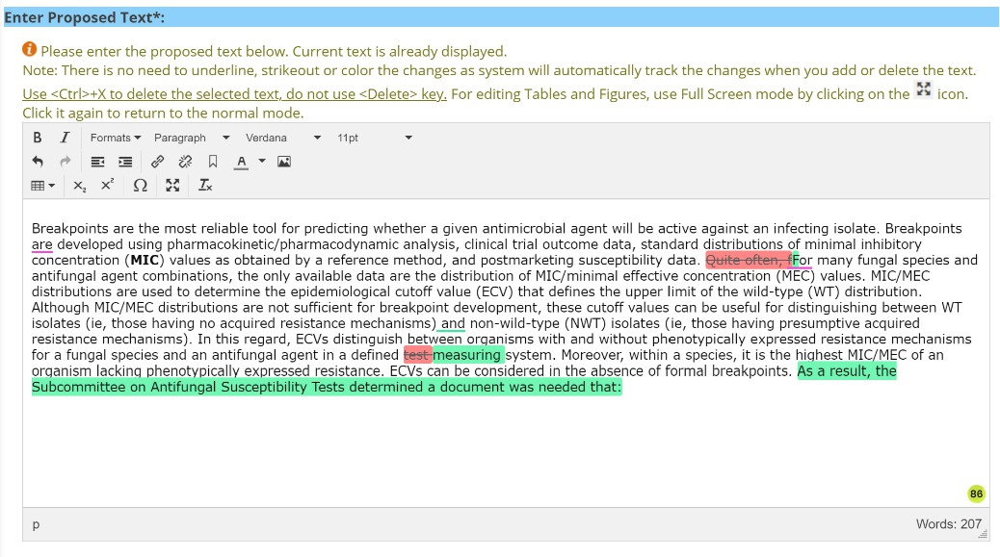 Enter Proposed Text*:
Please enter the proposed text below. Current text is already displayed.
Note: There is no need to underline, strikeout or color the changes as system will automatically track the changes when you add or delete the text.
Use <Ctrl>+X to delete the selected text, do not use <Delete> key. For editing Tables and Figures, use Full Screen mode by clicking on the icon.
Click it again to return to the normal mode.
B I Formats Paragraph Verdana 11pt
A
X₂ X² Ω Tx
Breakpoints are the most reliable tool for predicting whether a given antimicrobial agent will be active against an infecting isolate. Breakpoints
are developed using pharmacokinetic/pharmacodynamic analysis, clinical trial outcome data, standard distributions of minimal inhibitory
concentration (MIC) values as obtained by a reference method, and postmarketing susceptibility data. Quite often, fFor many fungal species and
antifungal agent combinations, the only available data are the distribution of MIC/minimal effective concentration (MEC) values. MIC/MEC
distributions are used to determine the epidemiological cutoff value (ECV) that defines the upper limit of the wild-type (WT) distribution.
Although MIC/MEC distributions are not sufficient for breakpoint development, these cutoff values can be useful for distinguishing between WT
isolates (ie, those having no acquired resistance mechanisms) and non-wild-type (NWT) isolates (ie, those having presumptive acquired
resistance mechanisms). In this regard, ECVs distinguish between organisms with and without phenotypically expressed resistance mechanisms
for a fungal species and an antifungal agent in a defined test measuring system. Moreover, within a species, it is the highest MIC/MEC of an
organism lacking phenotypically expressed resistance. ECVs can be considered in the absence of formal breakpoints. As a result, the
Subcommittee on Antifungal Susceptibility Tests determined a document was needed that:
86
p Words: 207